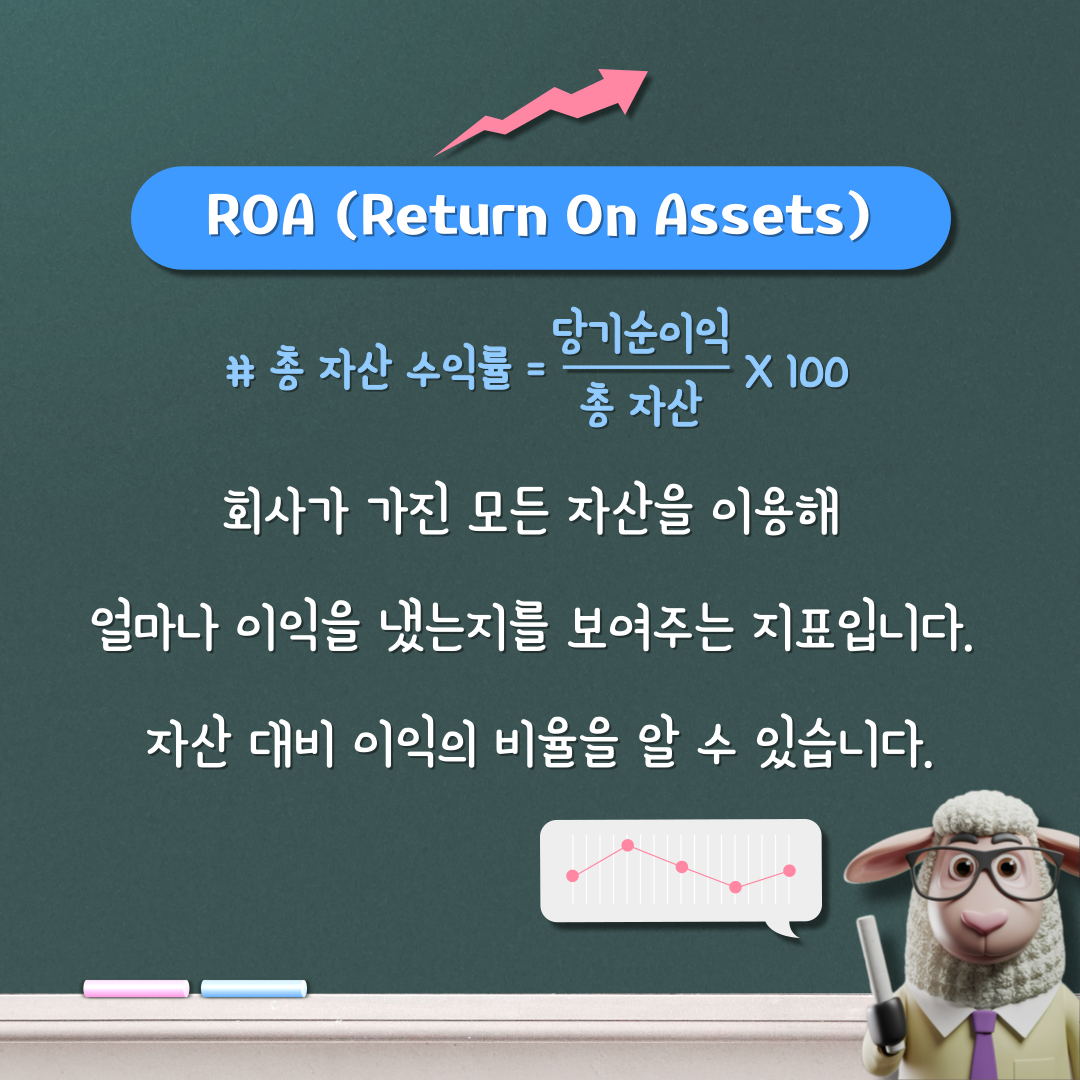 ROA (Return On Assets)
# 총 자산 수익률 = 당기순이익 / 총 자산 X 100
회사가 가진 모든 자산을 이용해
얼마나 이익을 냈는지를 보여주는 지표입니다.
자산 대비 이익의 비율을 알 수 있습니다.